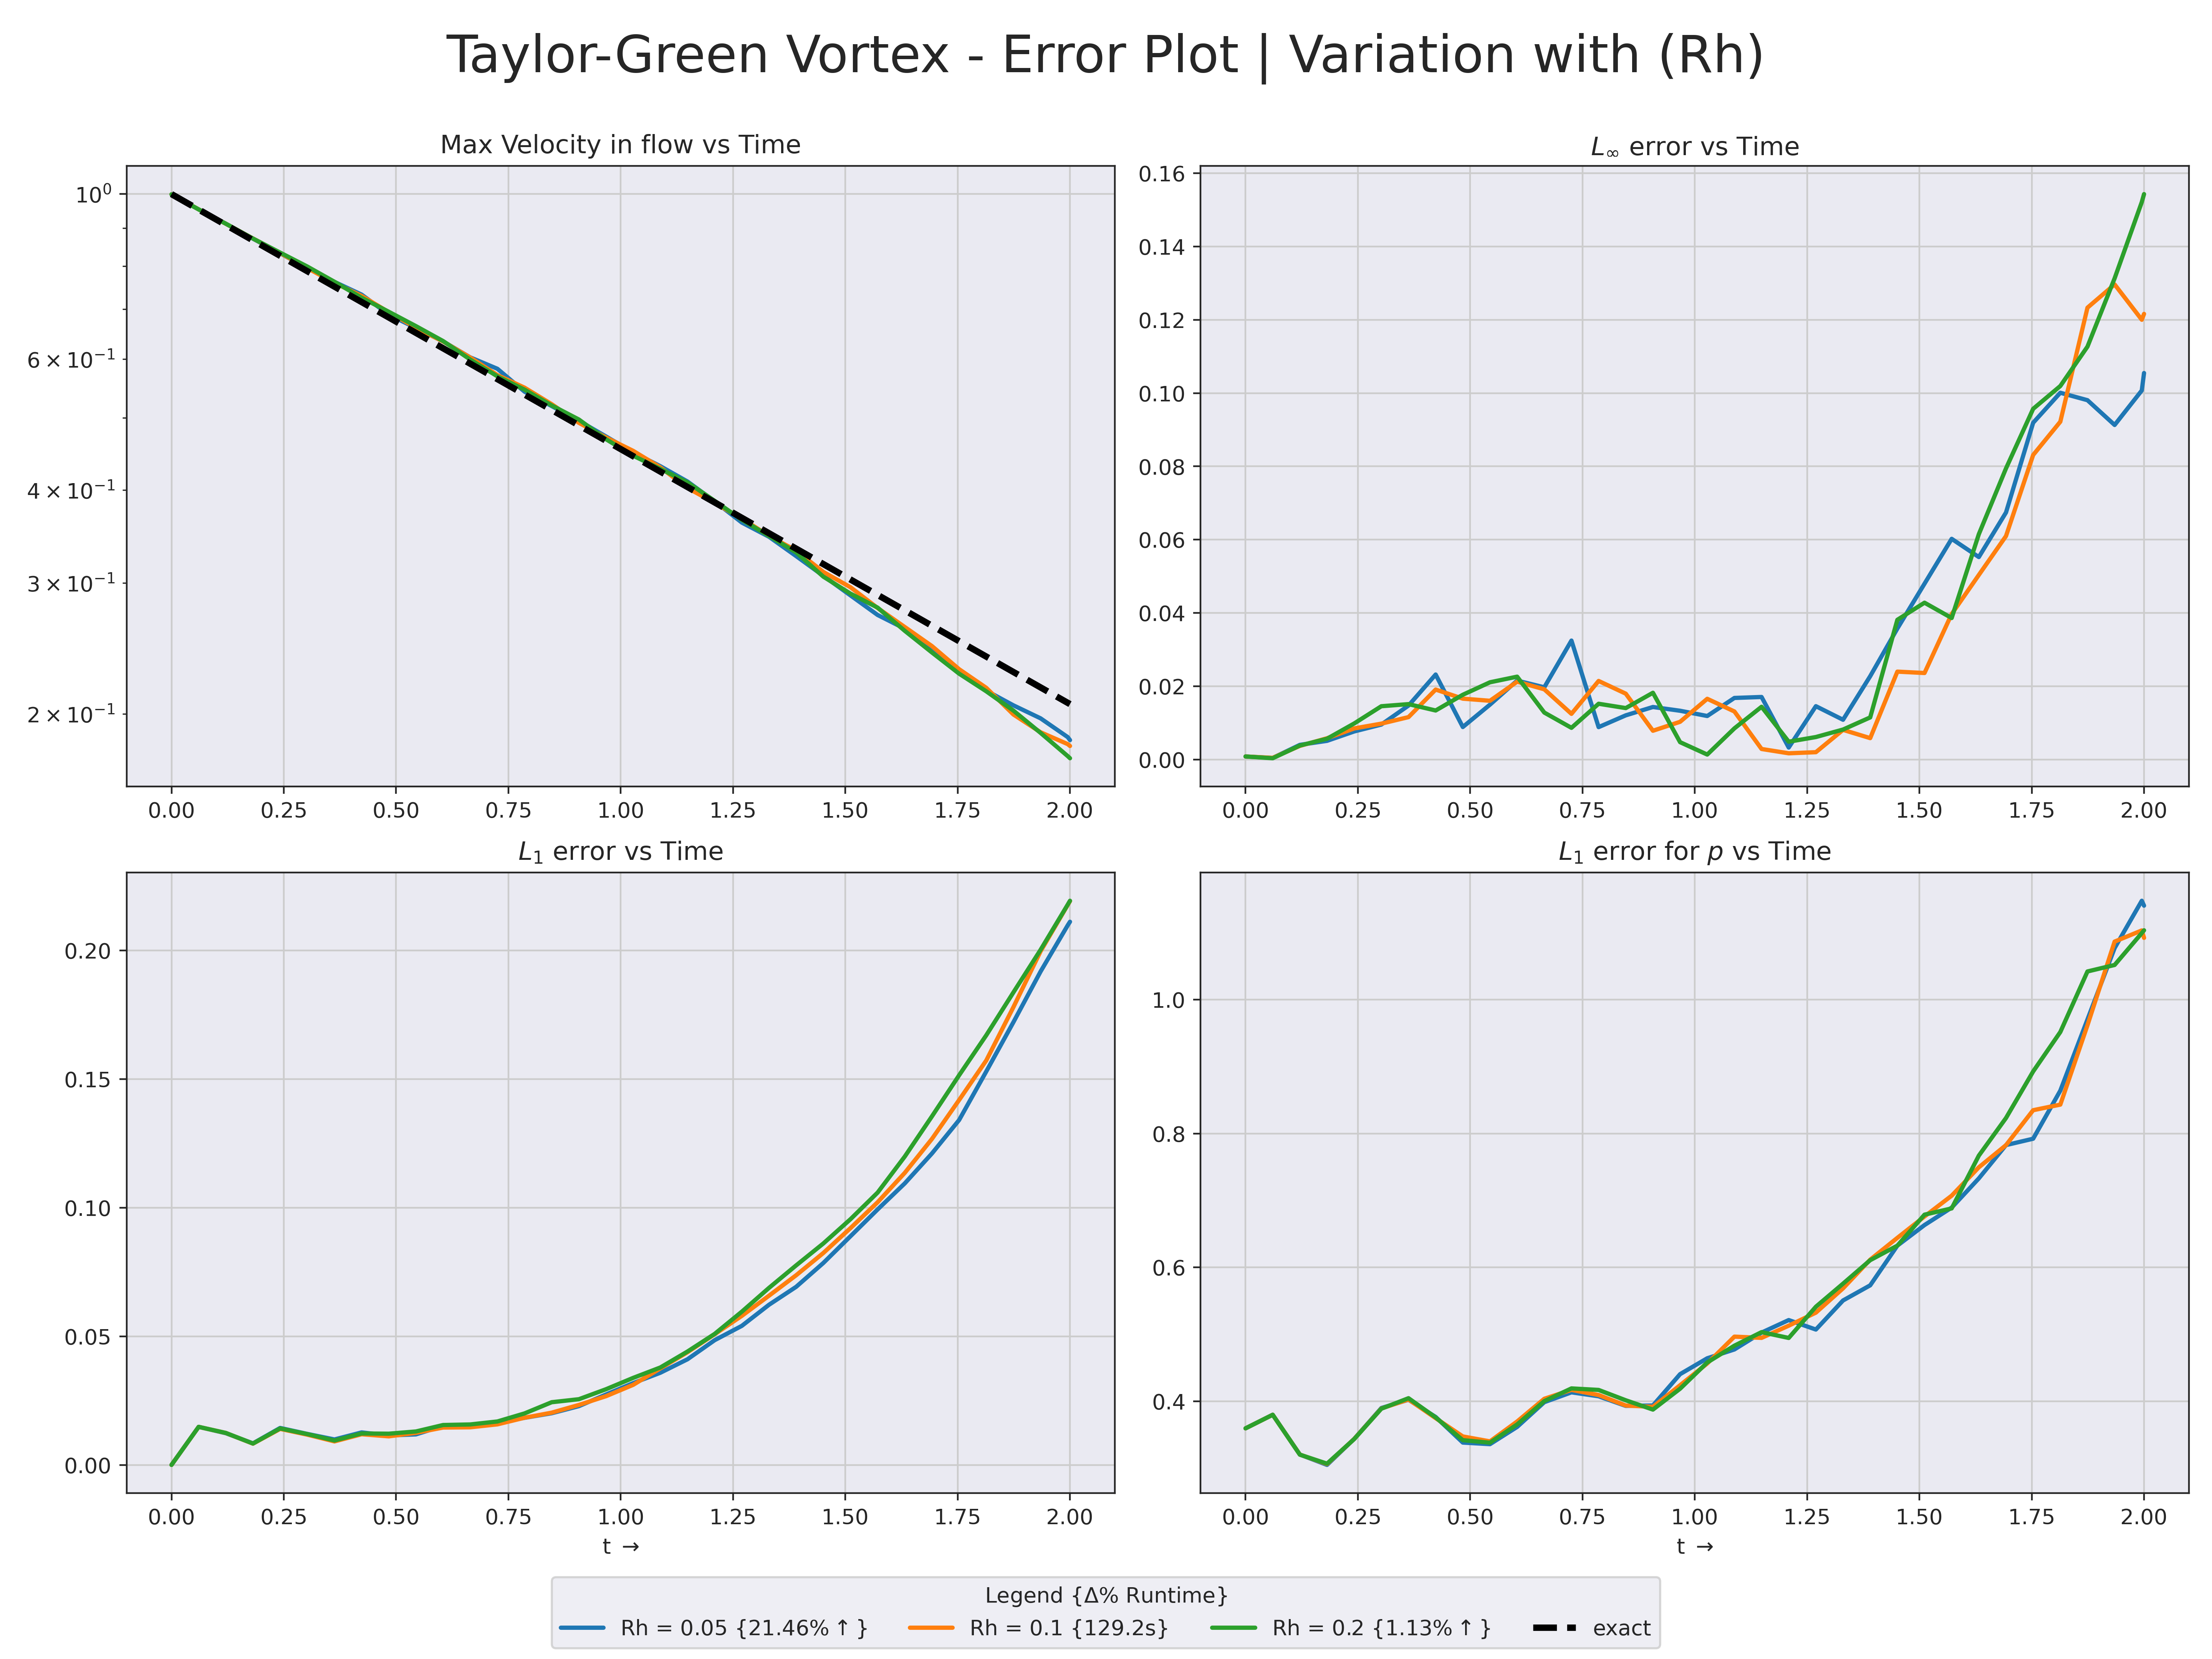 Taylor-Green Vortex - Error Plot | Variation with (Rh)
Max Velocity in flow vs Time
10⁰
6 × 10⁻¹
4 × 10⁻¹
3 × 10⁻¹
2 × 10⁻¹
0.00 0.25 0.50 0.75 1.00 1.25 1.50 1.75 2.00
L∞ error vs Time
0.16
0.14
0.12
0.10
0.08
0.06
0.04
0.02
0.00
0.00 0.25 0.50 0.75 1.00 1.25 1.50 1.75 2.00
L₁ error vs Time
0.20
0.15
0.10
0.05
0.00
0.00 0.25 0.50 0.75 1.00 1.25 1.50 1.75 2.00
t →
L₁ error for p vs Time
1.0
0.8
0.6
0.4
0.00 0.25 0.50 0.75 1.00 1.25 1.50 1.75 2.00
t →
Legend {Δ% Runtime}
Rh = 0.05 {21.46% ↑} Rh = 0.1 {129.2s} Rh = 0.2 {1.13% ↑} exact